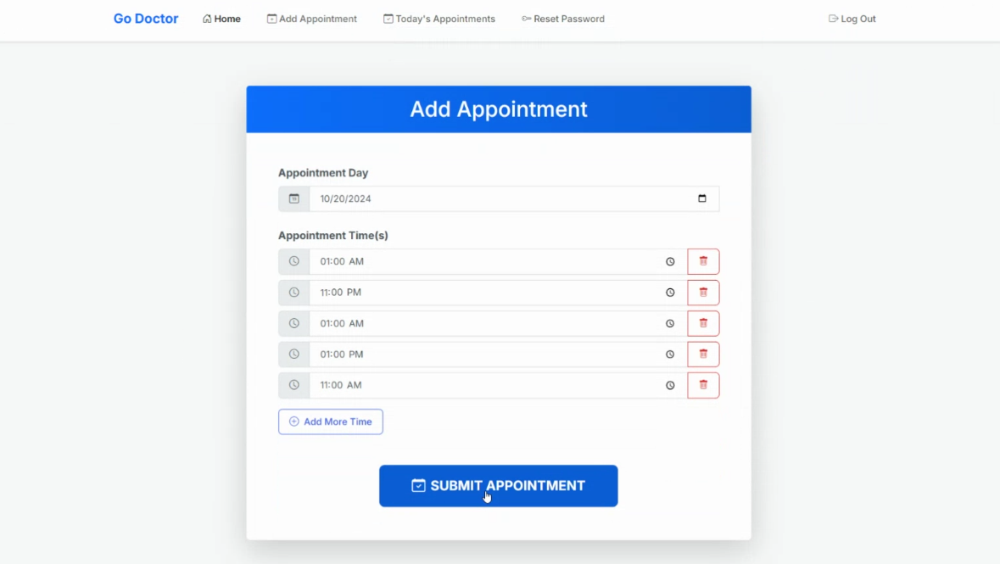 Go Doctor Home Add Appointment Today's Appointments Reset Password Log Out
Add Appointment
Appointment Day
10/20/2024
Appointment Time(s)
01:00 AM
11:00 PM
01:00 AM
01:00 PM
11:00 AM
Add More Time
SUBMIT APPOINTMENT